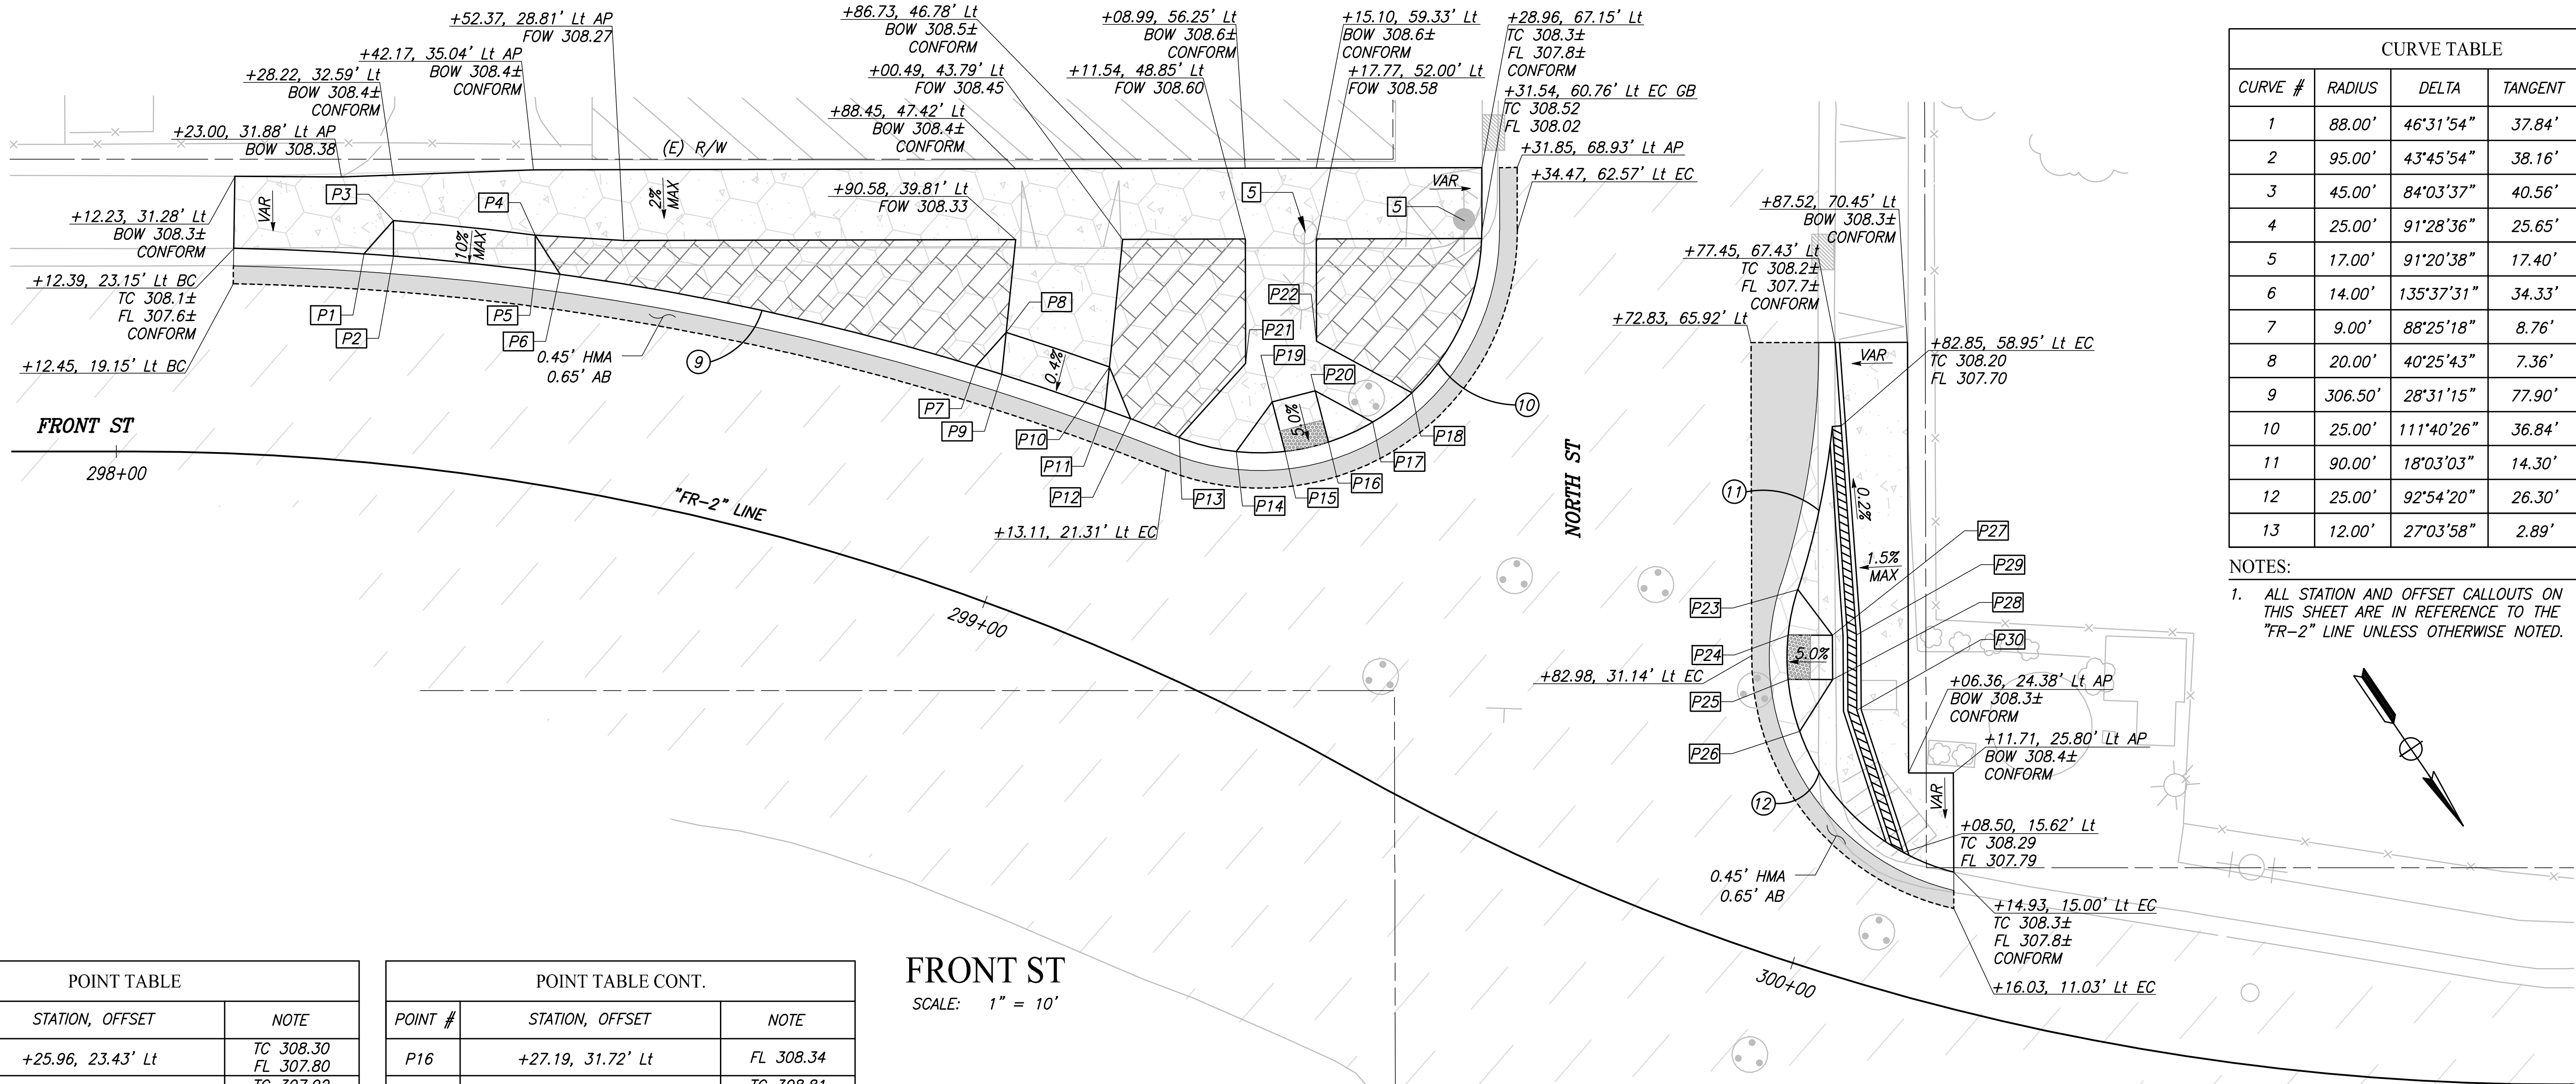 +52.37, 28.81' Lt AP
FOW 308.27
+42.17, 35.04' Lt AP
BOW 308.4±
CONFORM
+28.22, 32.59' Lt
BOW 308.4±
CONFORM
+23.00, 31.88' Lt AP
BOW 308.38
+12.23, 31.28' Lt
BOW 308.3±
CONFORM
+12.39, 23.15' Lt BC
TC 308.1±
FL 307.6±
CONFORM
+12.45, 19.15' Lt BC
+86.73, 46.78' Lt
BOW 308.5±
CONFORM
+00.49, 43.79' Lt
FOW 308.45
+88.45, 47.42' Lt
BOW 308.4±
CONFORM
+90.58, 39.81' Lt
FOW 308.33
+08.99, 56.25' Lt
BOW 308.6±
CONFORM
+11.54, 48.85' Lt
FOW 308.60
+15.10, 59.33' Lt
BOW 308.6±
CONFORM
+17.77, 52.00' Lt
FOW 308.58
+28.96, 67.15' Lt
TC 308.3±
FL 307.8±
CONFORM
+31.54, 60.76' Lt EC GB
TC 308.52
FL 308.02
+31.85, 68.93' Lt AP
+34.47, 62.57' Lt EC
(E) R/W
VAR
2%
MAX
10%
MAX
0.4%
5.0%
VAR
5
5
P1
P2
P3
P4
P5
P6
P7
P8
P9
P10
P11
P12
P13
P14
P15
P16
P17
P18
P19
P20
P21
P22
0.45' HMA
0.65' AB
9
10
+13.11, 21.31' Lt EC
FRONT ST
298+00
"FR-2" LINE
299+00
300+00
NORTH ST
+87.52, 70.45' Lt
BOW 308.3±
CONFORM
+77.45, 67.43' Lt
TC 308.2±
FL 307.7±
CONFORM
+72.83, 65.92' Lt
VAR
+82.85, 58.95' Lt EC
TC 308.20
FL 307.70
11
0.2%
1.5%
MAX
P27
P29
P28
P30
P23
P24
5.0%
+82.98, 31.14' Lt EC
P25
P26
12
+06.36, 24.38' Lt AP
BOW 308.3±
CONFORM
+11.71, 25.80' Lt AP
BOW 308.4±
CONFORM
VAR
+08.50, 15.62' Lt
TC 308.29
FL 307.79
0.45' HMA
0.65' AB
+14.93, 15.00' Lt EC
TC 308.3±
FL 307.8±
CONFORM
+16.03, 11.03' Lt EC
CURVE TABLE
CURVE # RADIUS DELTA TANGENT
1 88.00' 46°31'54" 37.84'
2 95.00' 43°45'54" 38.16'
3 45.00' 84°03'37" 40.56'
4 25.00' 91°28'36" 25.65'
5 17.00' 91°20'38" 17.40'
6 14.00' 135°37'31" 34.33'
7 9.00' 88°25'18" 8.76'
8 20.00' 40°25'43" 7.36'
9 306.50' 28°31'15" 77.90'
10 25.00' 111°40'26" 36.84'
11 90.00' 18°03'03" 14.30'
12 25.00' 92°54'20" 26.30'
13 12.00' 27°03'58" 2.89'
NOTES:
1. ALL STATION AND OFFSET CALLOUTS ON
THIS SHEET ARE IN REFERENCE TO THE
"FR-2" LINE UNLESS OTHERWISE NOTED.
POINT TABLE
STATION, OFFSET NOTE
+25.96, 23.43' Lt TC 308.30
FL 307.80
POINT TABLE CONT.
POINT # STATION, OFFSET NOTE
P16 +27.19, 31.72' Lt FL 308.34
FRONT ST
SCALE: 1" = 10'